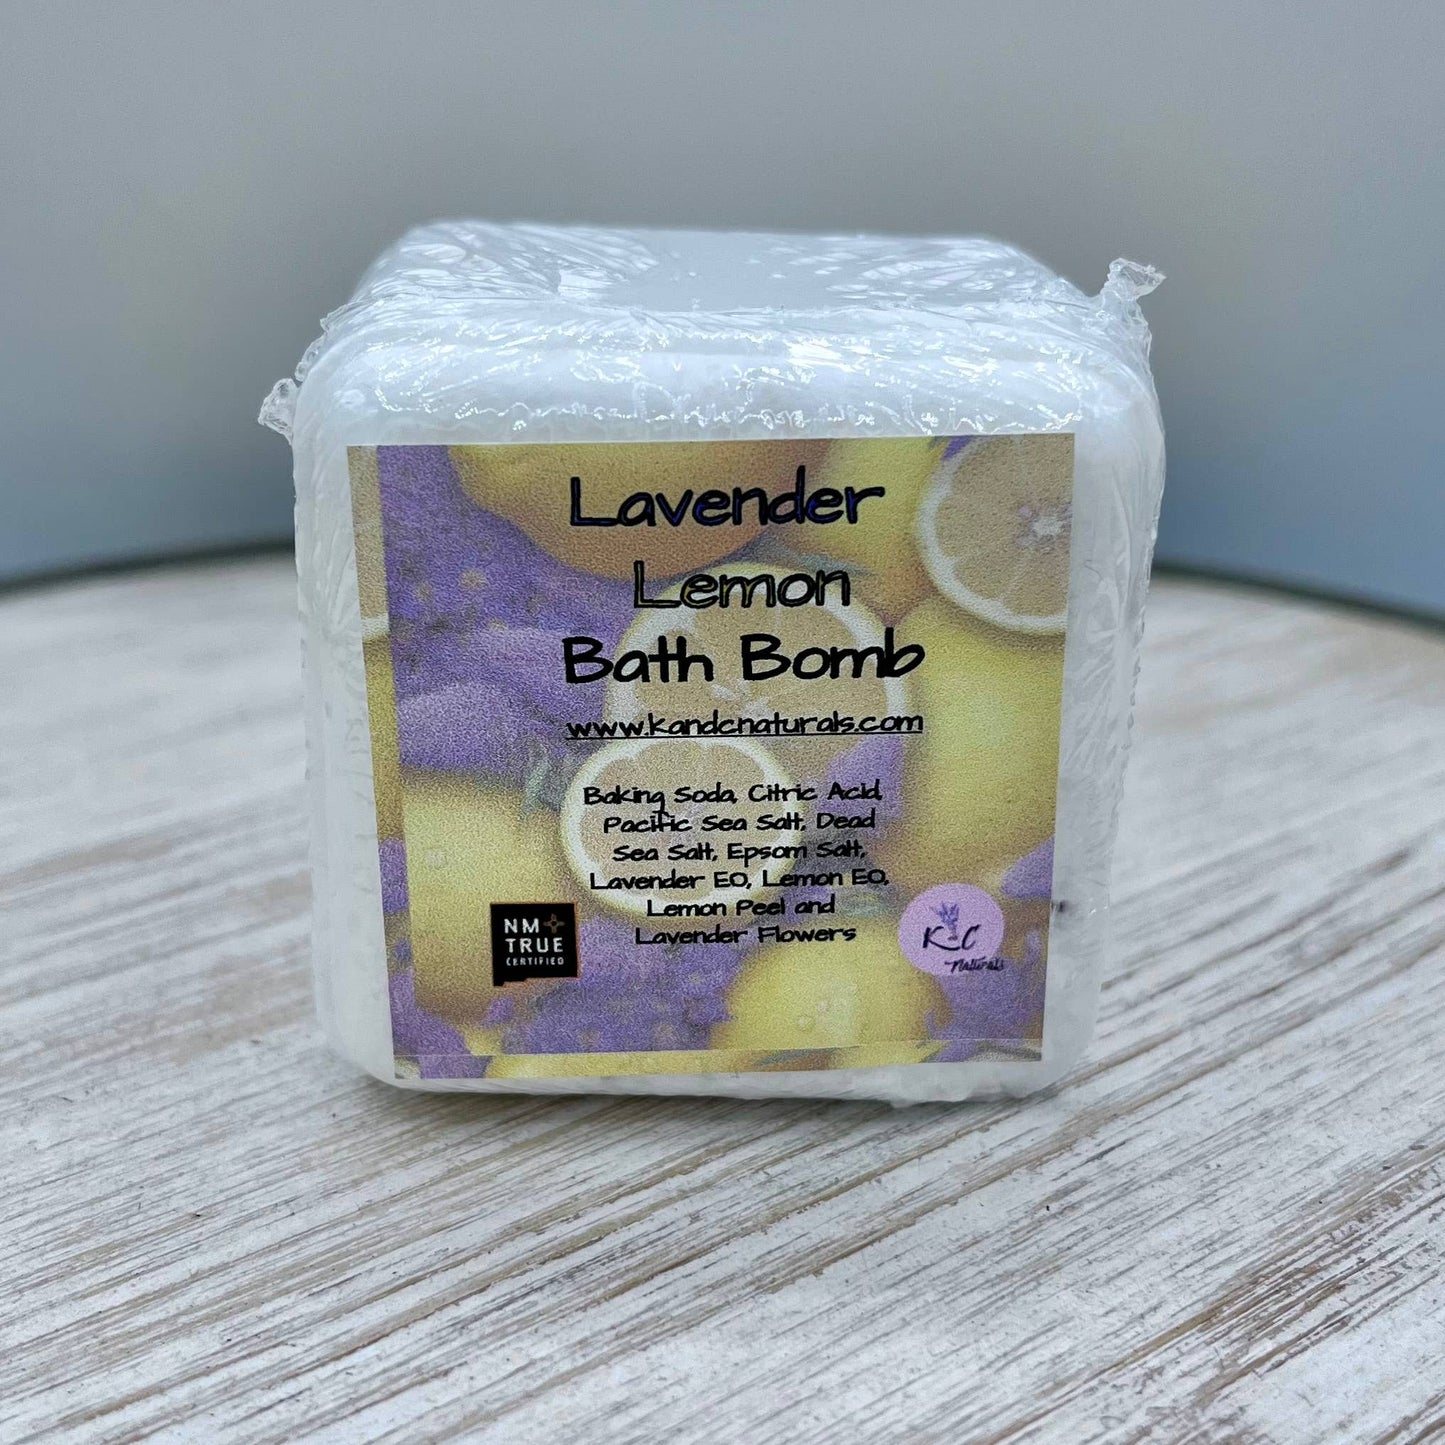 Lavender
Lemon
Bath Bomb
www.kandcnaturals.com
Baking Soda, Citric Acid,
Pacific Sea Salt, Dead
Sea Salt, Epsom Salt,
Lavender EO, Lemon EO,
Lemon Peel and
Lavender Flowers
NM
TRUE
CERTIFIED
K C
Naturals